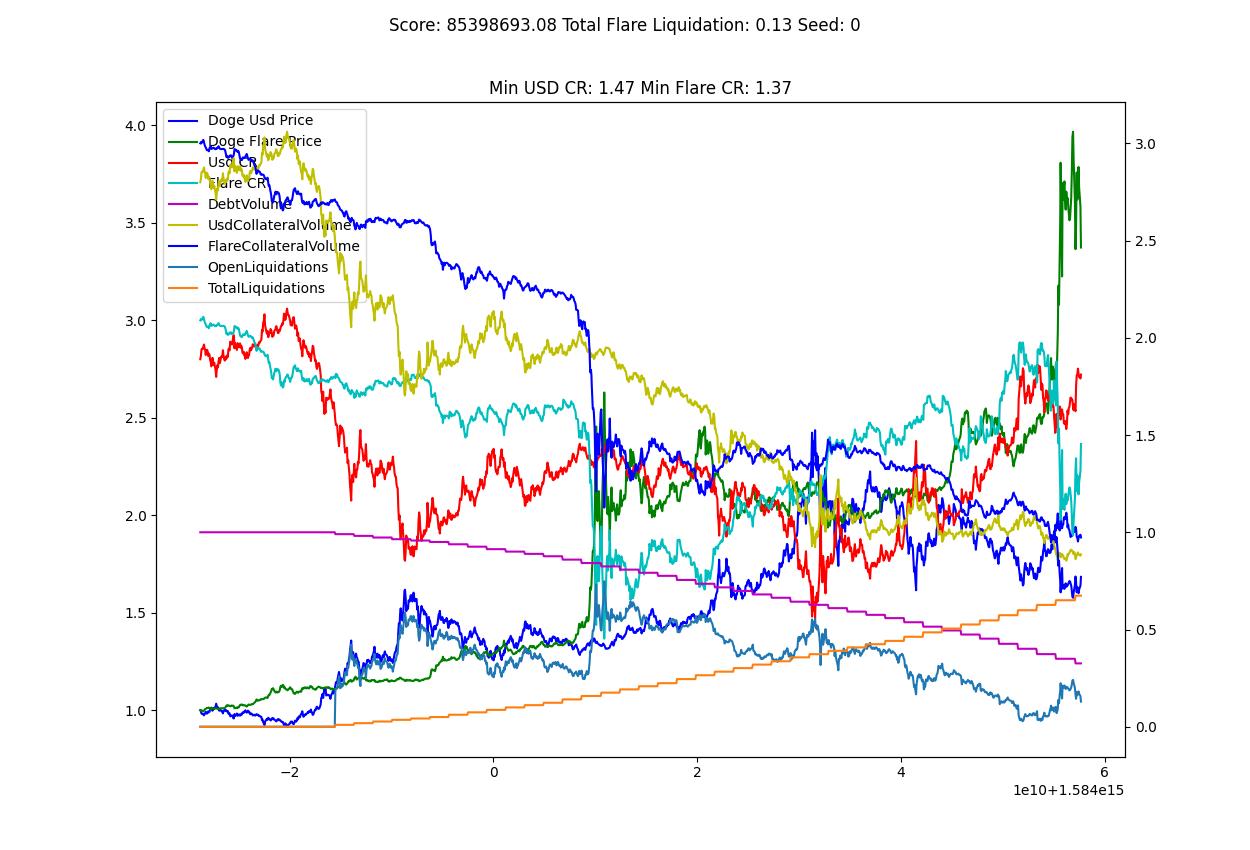 Score: 85398693.08 Total Flare Liquidation: 0.13 Seed: 0
Min USD CR: 1.47 Min Flare CR: 1.37
Doge Usd Price
Doge Flare Price
Usd CR
Flare CR
DebtVolume
UsdCollateralVolume
FlareCollateralVolume
OpenLiquidations
TotalLiquidations
4.0
3.5
3.0
2.5
2.0
1.5
1.0
3.0
2.5
2.0
1.5
1.0
0.5
0.0
−2 0 2 4 6
1e10+1.584e15